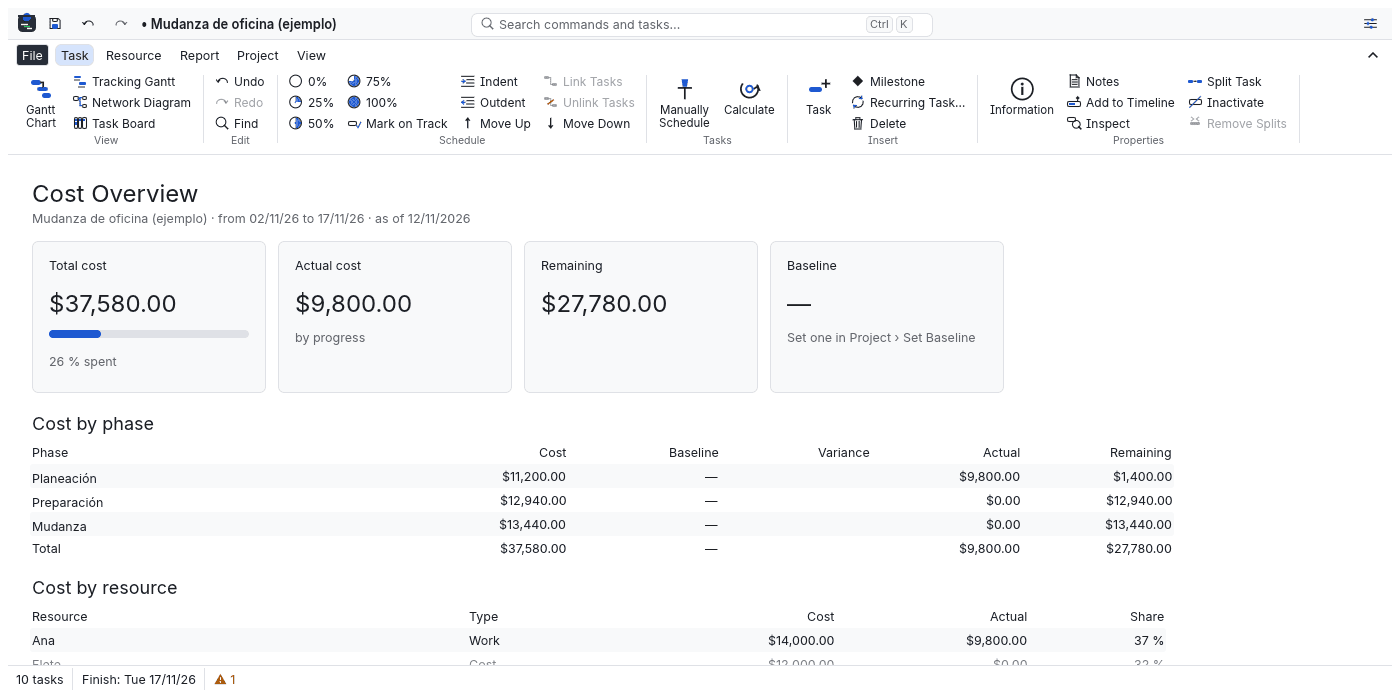 • Mudanza de oficina (ejemplo)
Search commands and tasks...
Ctrl K
File Task Resource Report Project View
Gantt Chart
Tracking Gantt
Network Diagram
Task Board
View
Undo
Redo
Find
Edit
0% 75%
25% 100%
50% Mark on Track
Indent Link Tasks
Outdent Unlink Tasks
Move Up Move Down
Schedule
Manually Schedule
Calculate
Tasks
Task
Milestone
Recurring Task...
Delete
Insert
Information
Notes
Add to Timeline
Inspect
Split Task
Inactivate
Remove Splits
Properties
Cost Overview
Mudanza de oficina (ejemplo) · from 02/11/26 to 17/11/26 · as of 12/11/2026
Total cost
$37,580.00
26 % spent
Actual cost
$9,800.00
by progress
Remaining
$27,780.00
Baseline
—
Set one in Project › Set Baseline
Cost by phase
Phase Cost Baseline Variance Actual Remaining
Planeación $11,200.00 — $9,800.00 $1,400.00
Preparación $12,940.00 — $0.00 $12,940.00
Mudanza $13,440.00 — $0.00 $13,440.00
Total $37,580.00 — $9,800.00 $27,780.00
Cost by resource
Resource Type Cost Actual Share
Ana Work $14,000.00 $9,800.00 37 %
Flete Cost $12,000.00 $0.00 32 %
10 tasks Finish: Tue 17/11/26 1